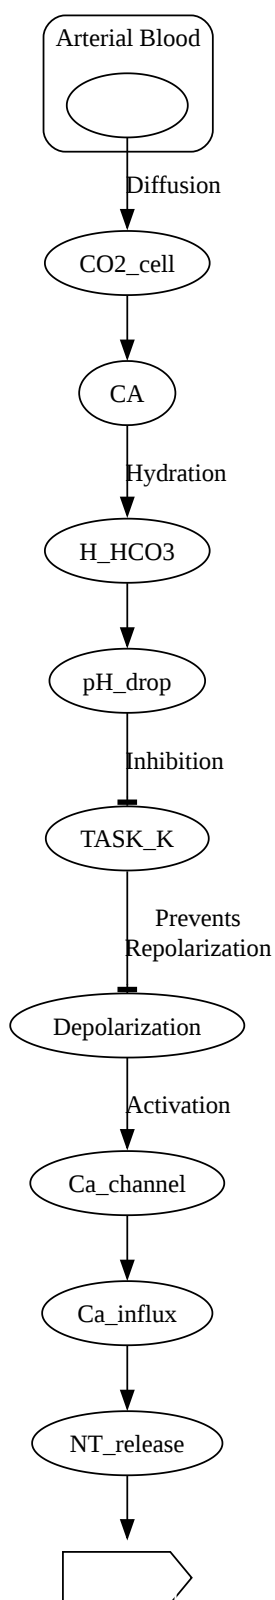 Arterial Blood
Diffusion
CO2_cell
CA
Hydration
H_HCO3
pH_drop
Inhibition
TASK_K
Prevents
Repolarization
Depolarization
Activation
Ca_channel
Ca_influx
NT_release